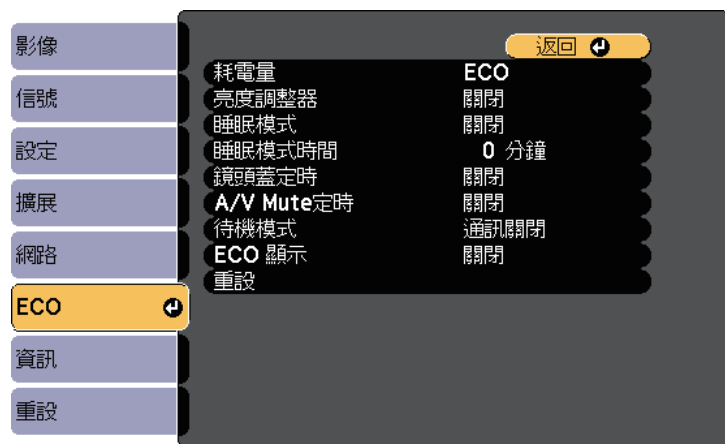 影像
信號
設定
擴展
網路
ECO
資訊
重設
返回
耗電量 ECO
亮度調整器 關閉
睡眠模式 關閉
睡眠模式時間 0 分鐘
鏡頭蓋定時 關閉
A/V Mute定時 關閉
待機模式 通訊關閉
ECO 顯示 關閉
重設